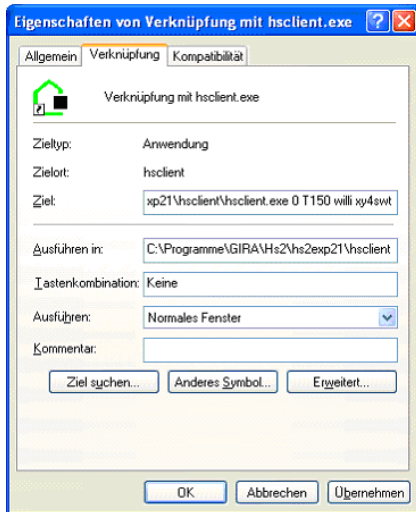 Eigenschaften von Verknüpfung mit hsclient.exe
Allgemein Verknüpfung Kompatibilität
Verknüpfung mit hsclient.exe
Zieltyp: Anwendung
Zielort: hsclient
Ziel: xp21\hsclient\hsclient.exe 0 T150 willi xy4swt
Ausführen in: C:\Programme\GIRA\Hs2\hs2exp21\hsclient
Tastenkombination: Keine
Ausführen: Normales Fenster
Kommentar:
Ziel suchen... Anderes Symbol... Erweitert...
OK Abbrechen Übernehmen